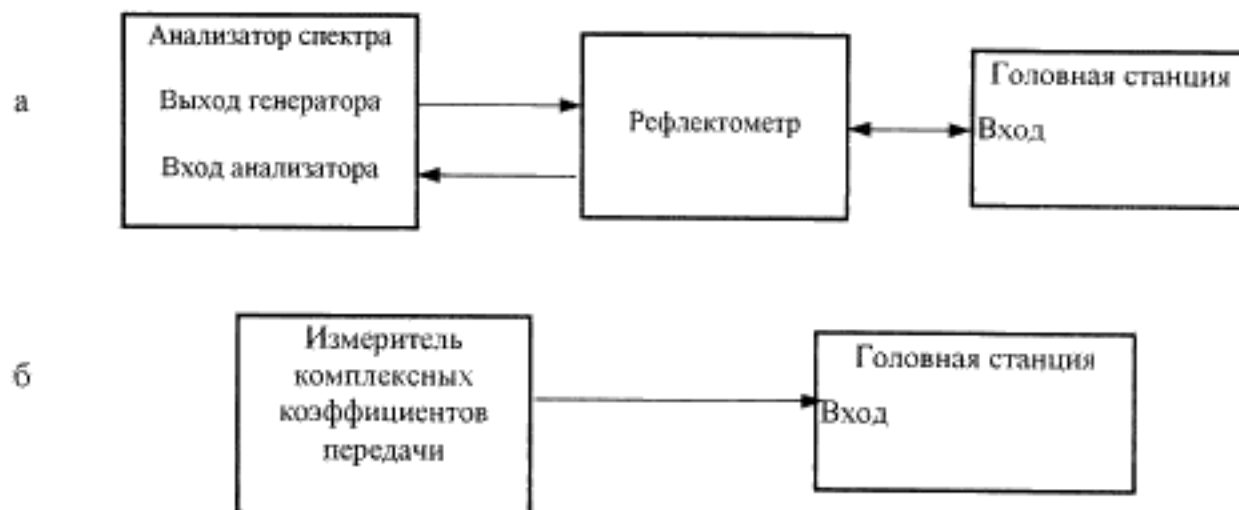 а
Анализатор спектра
Выход генератора
Вход анализатора
Рефлектометр
Головная станция
Вход
б
Измеритель
комплексных
коэффициентов
передачи
Головная станция
Вход